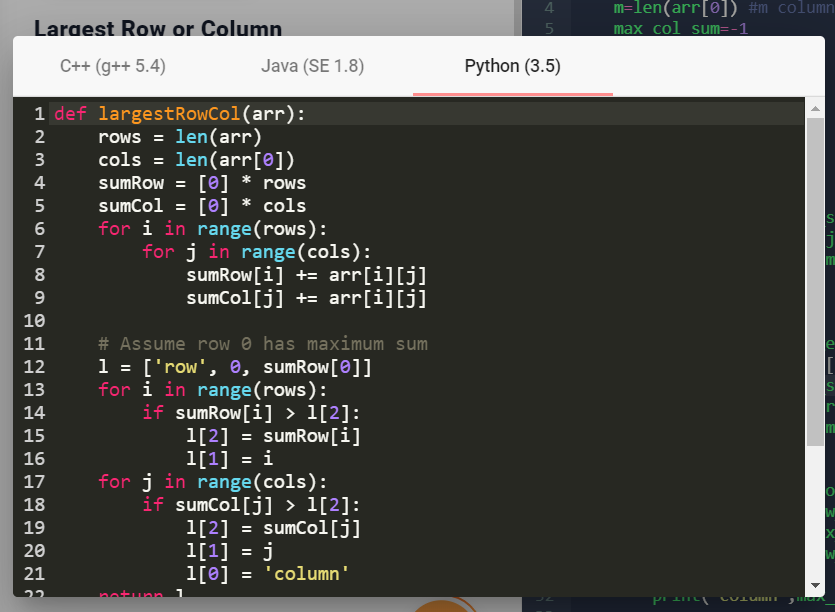 Largest Row or Column
4 m=len(arr[0]) #m column
5 max_col_sum=-1
C++ (g++ 5.4) Java (SE 1.8) Python (3.5)
1 def largestRowCol(arr):
2 rows = len(arr)
3 cols = len(arr[0])
4 sumRow = [0] * rows
5 sumCol = [0] * cols
6 for i in range(rows):
7 for j in range(cols):
8 sumRow[i] += arr[i][j]
9 sumCol[j] += arr[i][j]
10
11 # Assume row 0 has maximum sum
12 l = ['row', 0, sumRow[0]]
13 for i in range(rows):
14 if sumRow[i] > l[2]:
15 l[2] = sumRow[i]
16 l[1] = i
17 for j in range(cols):
18 if sumCol[j] > l[2]:
19 l[2] = sumCol[j]
20 l[1] = j
21 l[0] = 'column'
22 return l
32 print("column",max_